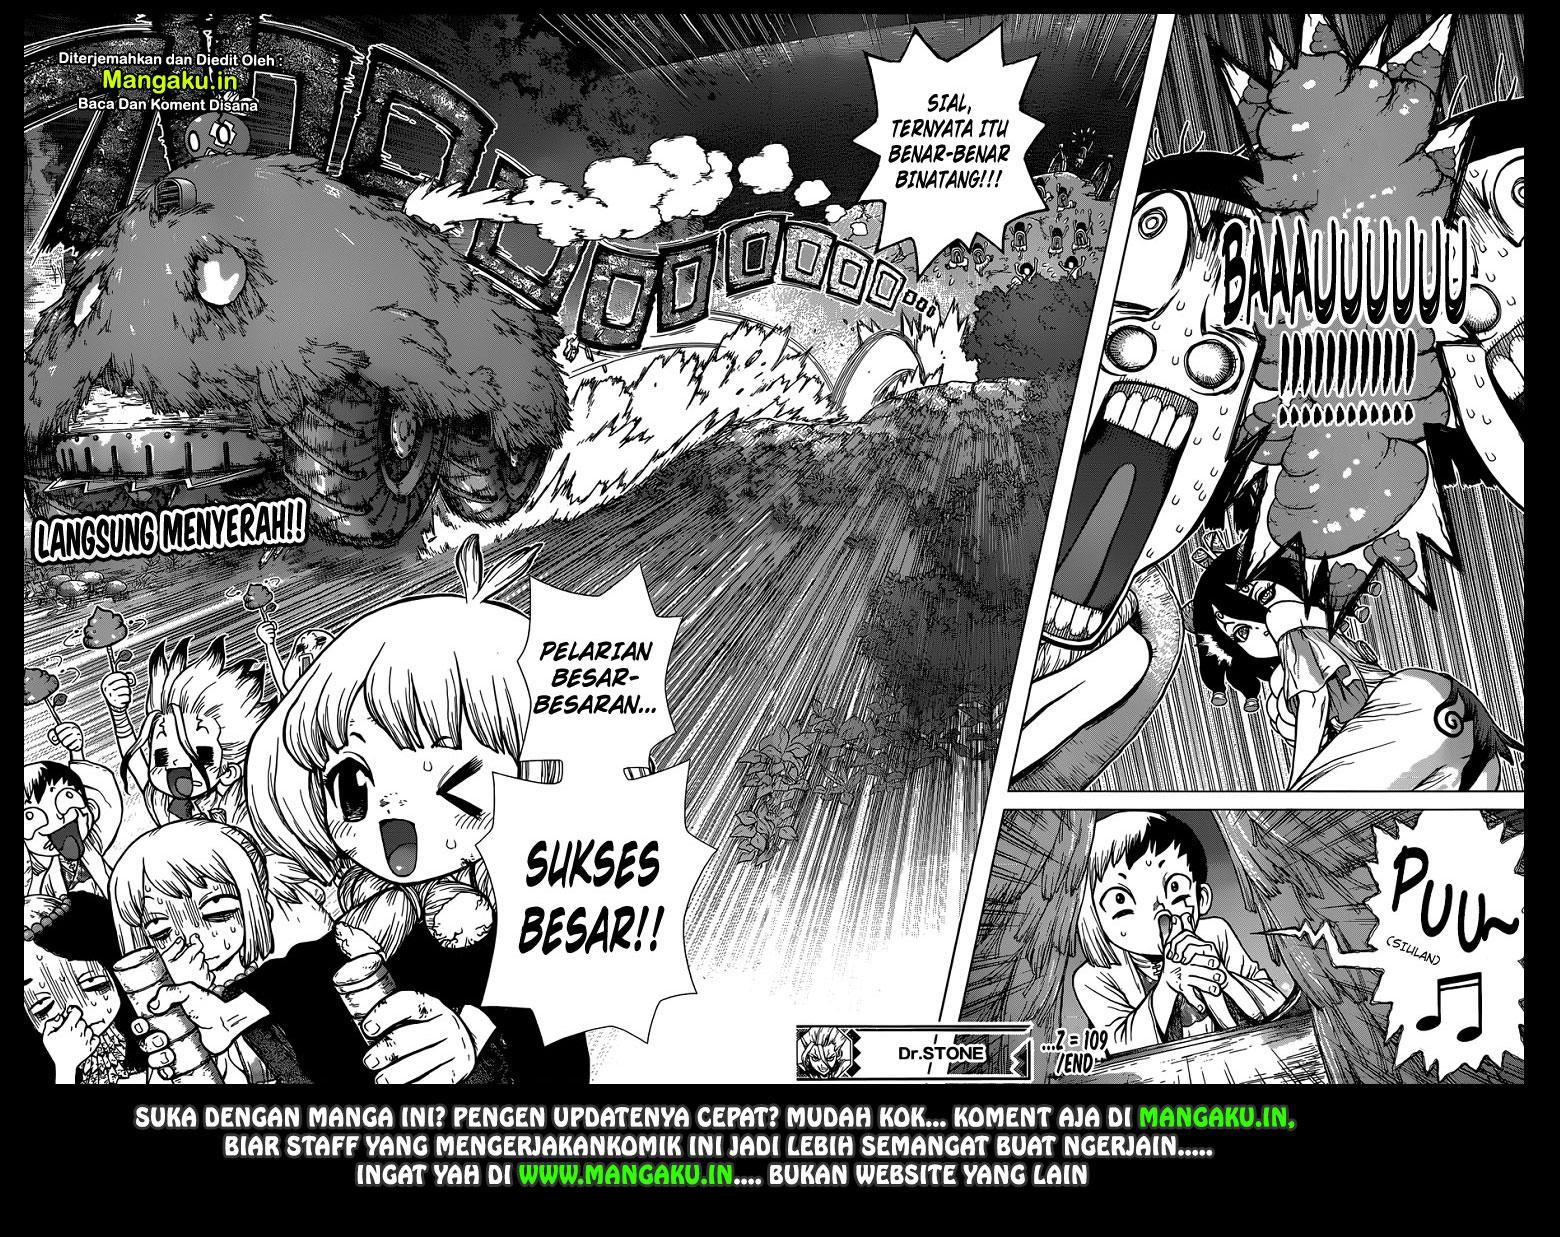 Diterjemahkan dan Diedit Oleh :
Mangaku.in
Baca Dan Koment Disana
BAAAUUUUUUU
!!!!!!!!!!!!
SIAL,
TERNYATA ITU
BENAR-BENAR
BINATANG!!!
LANGSUNG MENYERAH!!
PUU~
(SIULAN)
PELARIAN
BESAR-
BESARAN...
SUKSES
BESAR!!
Dr.STONE
...Z = 109
/END
SUKA DENGAN MANGA INI? PENGEN UPDATENYA CEPAT? MUDAH KOK... KOMENT AJA DI MANGAKU.IN,
BIAR STAFF YANG MENGERJAKANKOMIK INI JADI LEBIH SEMANGAT BUAT NGERJAIN.....
INGAT YAH DI WWW.MANGAKU.IN.... BUKAN WEBSITE YANG LAIN